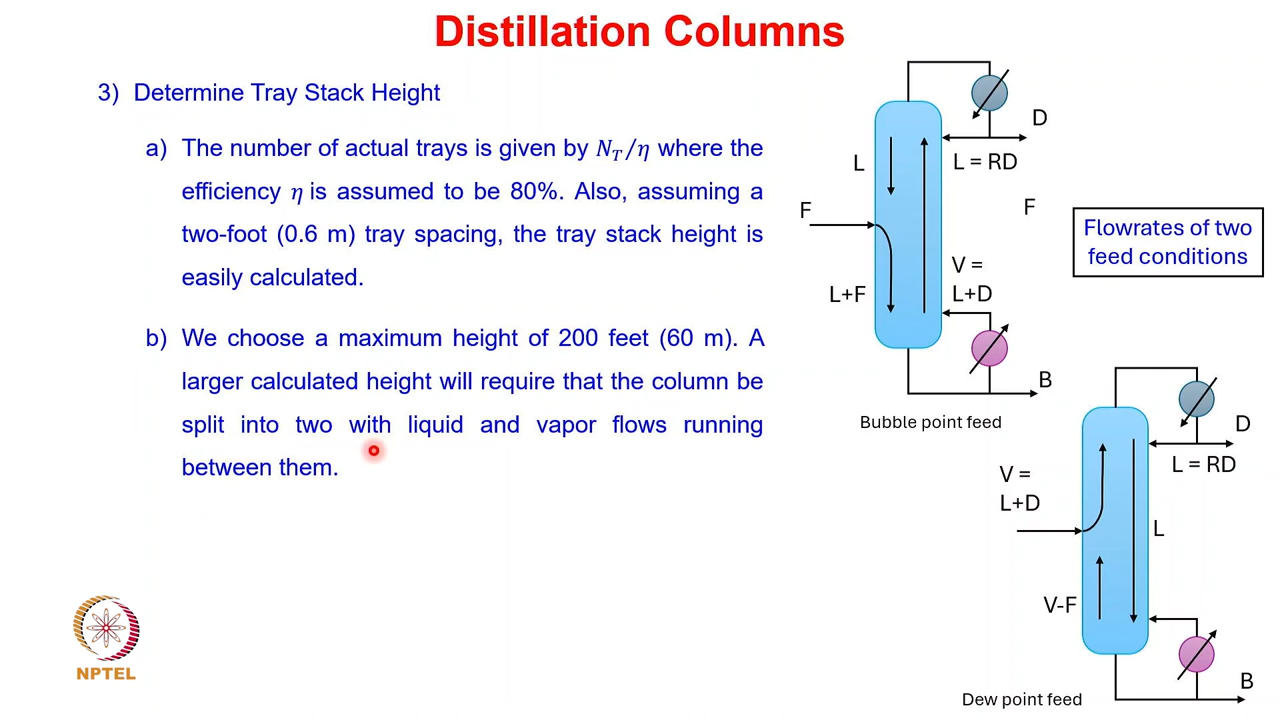 Distillation Columns
3) Determine Tray Stack Height
a) The number of actual trays is given by N_T/η where the
efficiency η is assumed to be 80%. Also, assuming a
two-foot (0.6 m) tray spacing, the tray stack height is
easily calculated.
b) We choose a maximum height of 200 feet (60 m). A
larger calculated height will require that the column be
split into two with liquid and vapor flows running
between them.
D
L
L = RD
F
F
V =
L+D
L+F
B
Bubble point feed
Flowrates of two
feed conditions
D
L = RD
V =
L+D
L
V-F
B
Dew point feed
NPTEL